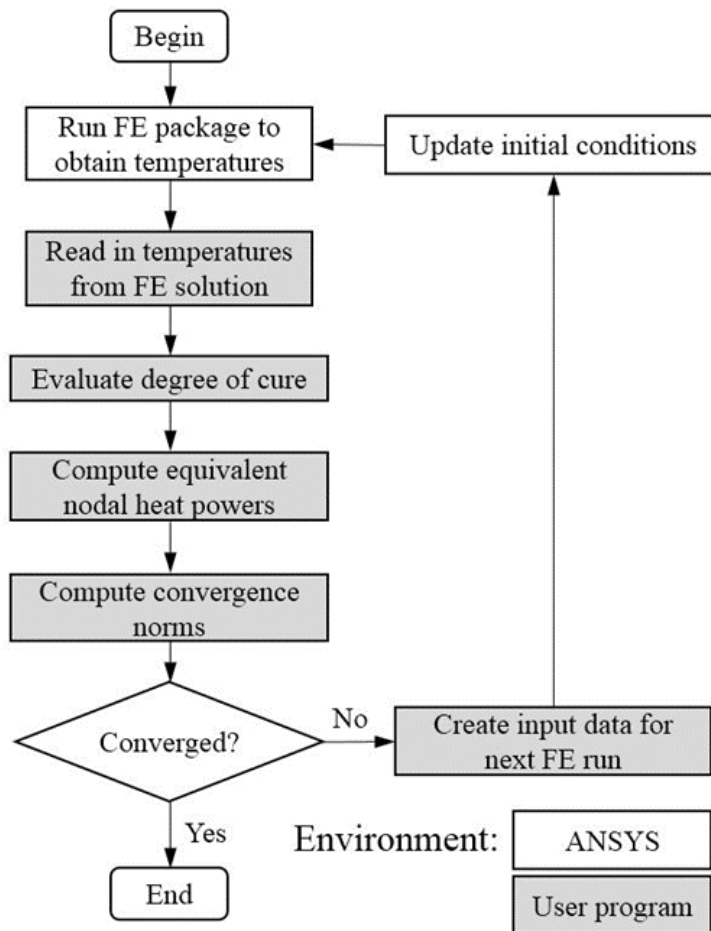 Begin
Run FE package to
obtain temperatures
Update initial conditions
Read in temperatures
from FE solution
Evaluate degree of cure
Compute equivalent
nodal heat powers
Compute convergence
norms
Converged?
No
Create input data for
next FE run
Yes
End
Environment:
ANSYS
User program